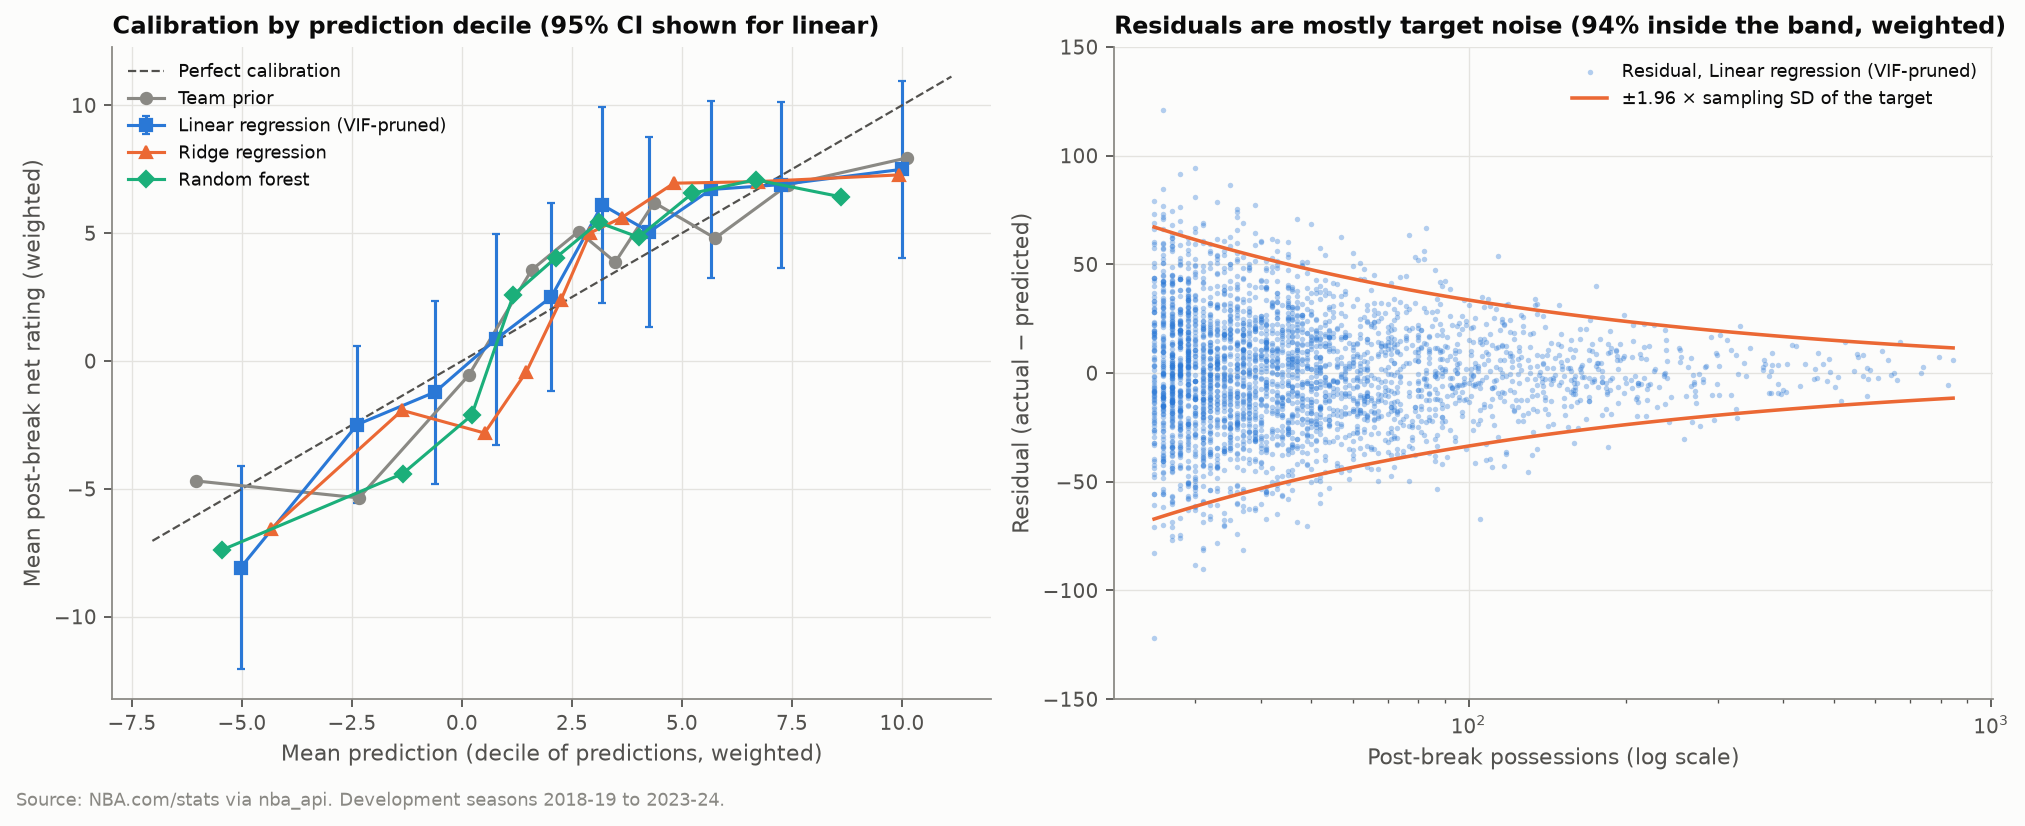 Calibration by prediction decile (95% CI shown for linear)
Mean post-break net rating (weighted)
Perfect calibration
Team prior
Linear regression (VIF-pruned)
Ridge regression
Random forest
10
5
0
−5
−10
−7.5
−5.0
−2.5
0.0
2.5
5.0
7.5
10.0
Mean prediction (decile of predictions, weighted)
Residuals are mostly target noise (94% inside the band, weighted)
Residual (actual − predicted)
Residual, Linear regression (VIF-pruned)
±1.96 × sampling SD of the target
150
100
50
0
−50
−100
−150
10²
10³
Post-break possessions (log scale)
Source: NBA.com/stats via nba_api. Development seasons 2018-19 to 2023-24.